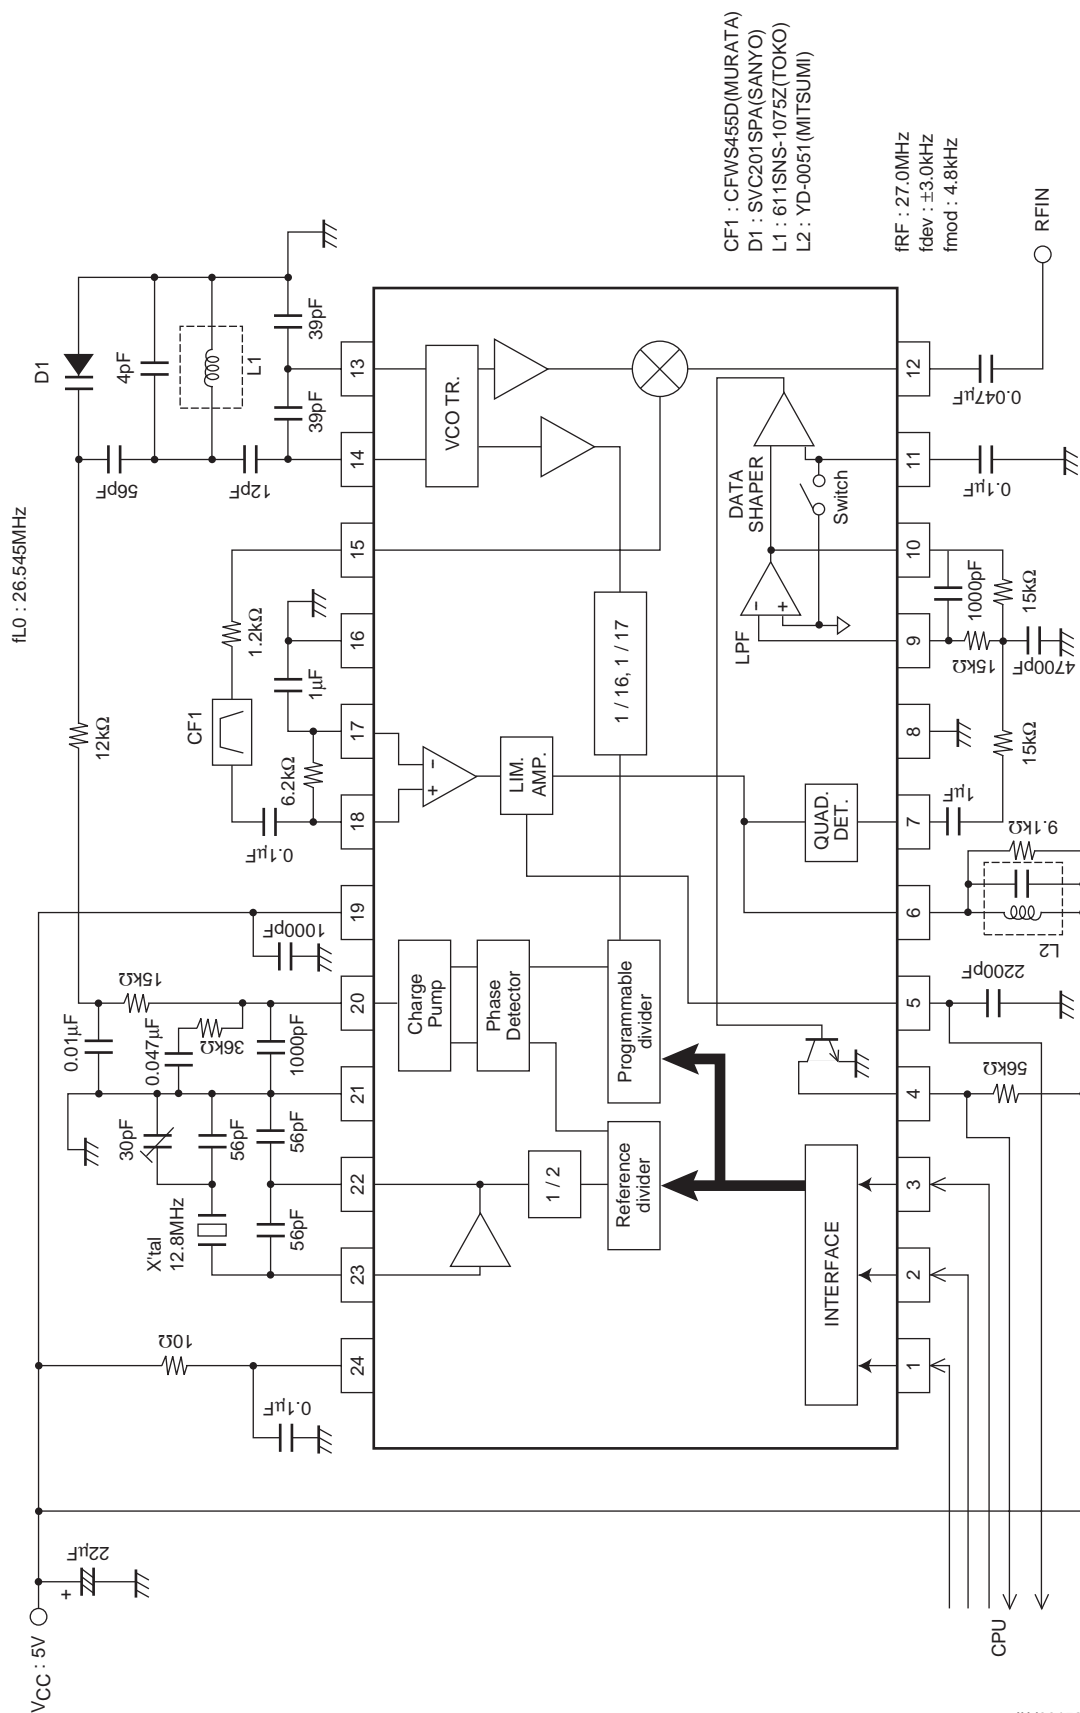 fL0 : 26.545MHz
VCC : 5V
+
22µF
10Ω
0.1µF
X'tal
12.8MHz
30pF
56pF
56pF
56pF
0.01µF
0.047µF
15kΩ
36kΩ
1000pF
1000pF
12kΩ
0.1µF
CF1
6.2kΩ
1µF
1.2kΩ
56pF
12pF
D1
4pF
L1
39pF
39pF
24
23
22
21
20
19
18
17
16
15
14
13
Charge
Pump
Phase
Detector
+
−
LIM.
AMP.
VCO TR.
1 / 2
Reference
divider
Programmable
divider
1 / 16, 1 / 17
INTERFACE
QUAD.
DET.
LPF
−
+
DATA
SHAPER
Switch
1
2
3
4
5
6
7
8
9
10
11
12
CPU
56kΩ
2200pF
L2
9.1kΩ
1µF
15kΩ
15kΩ
4700pF
1000pF
15kΩ
0.1µF
0.047µF
RFIN
CF1 : CFWS455D(MURATA)
D1 : SVC201SPA(SANYO)
L1 : 611SNS-1075Z(TOKO)
L2 : YD-0051(MITSUMI)
fRF : 27.0MHz
fdev : ±3.0kHz
fmod : 4.8kHz